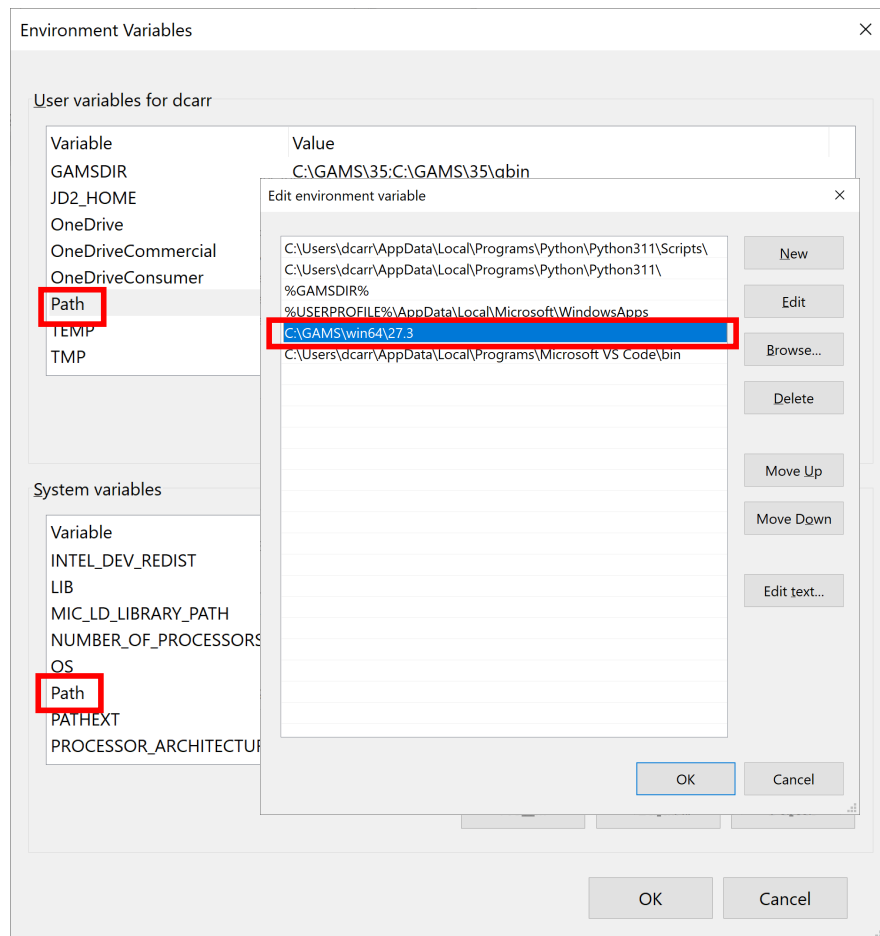 Environment Variables
User variables for dcarr
Variable Value
GAMSDIR C:\GAMS\35;C:\GAMS\35\gbin
JD2_HOME
OneDrive
OneDriveCommercial
OneDriveConsumer
Path
TEMP
TMP
Edit environment variable
C:\Users\dcarr\AppData\Local\Programs\Python\Python311\Scripts\
C:\Users\dcarr\AppData\Local\Programs\Python\Python311\
%GAMSDIR%
%USERPROFILE%\AppData\Local\Microsoft\WindowsApps
C:\GAMS\win64\27.3
C:\Users\dcarr\AppData\Local\Programs\Microsoft VS Code\bin
New
Edit
Browse...
Delete
Move Up
Move Down
Edit text...
OK Cancel
System variables
Variable
INTEL_DEV_REDIST
LIB
MIC_LD_LIBRARY_PATH
NUMBER_OF_PROCESSORS
OS
Path
PATHEXT
PROCESSOR_ARCHITECTUR
OK Cancel